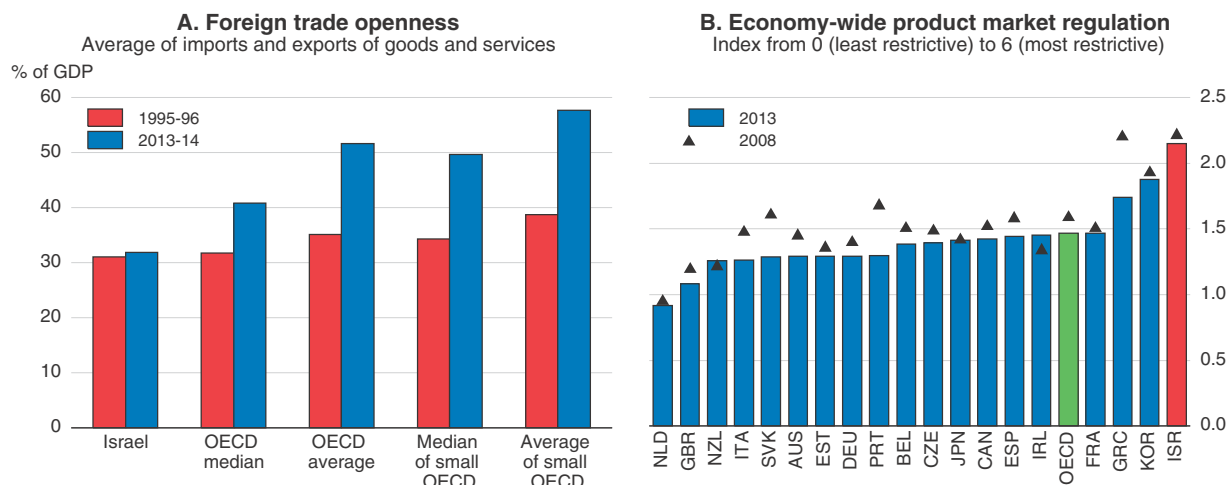 A. Foreign trade openness
Average of imports and exports of goods and services
% of GDP
60
50
40
30
20
10
0
1995-96
2013-14
Israel
OECD
median
OECD
average
Median
of small
OECD
Average
of small
OECD
B. Economy-wide product market regulation
Index from 0 (least restrictive) to 6 (most restrictive)
2.5
2.0
1.5
1.0
0.5
0.0
2013
2008
NLD
GBR
NZL
ITA
SVK
AUS
EST
DEU
PRT
BEL
CZE
JPN
CAN
ESP
IRL
OECD
FRA
GRC
KOR
ISR